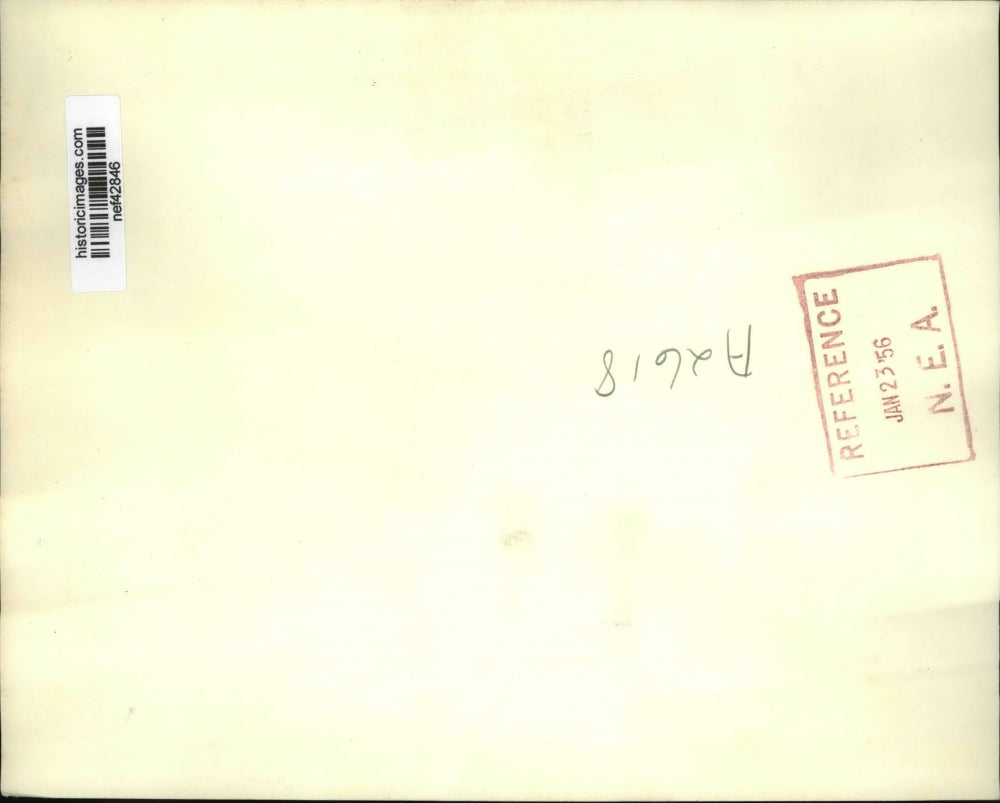 historicimages.com
nef42846
A2618
REFERENCE
JAN 23 '56
N. E. A.